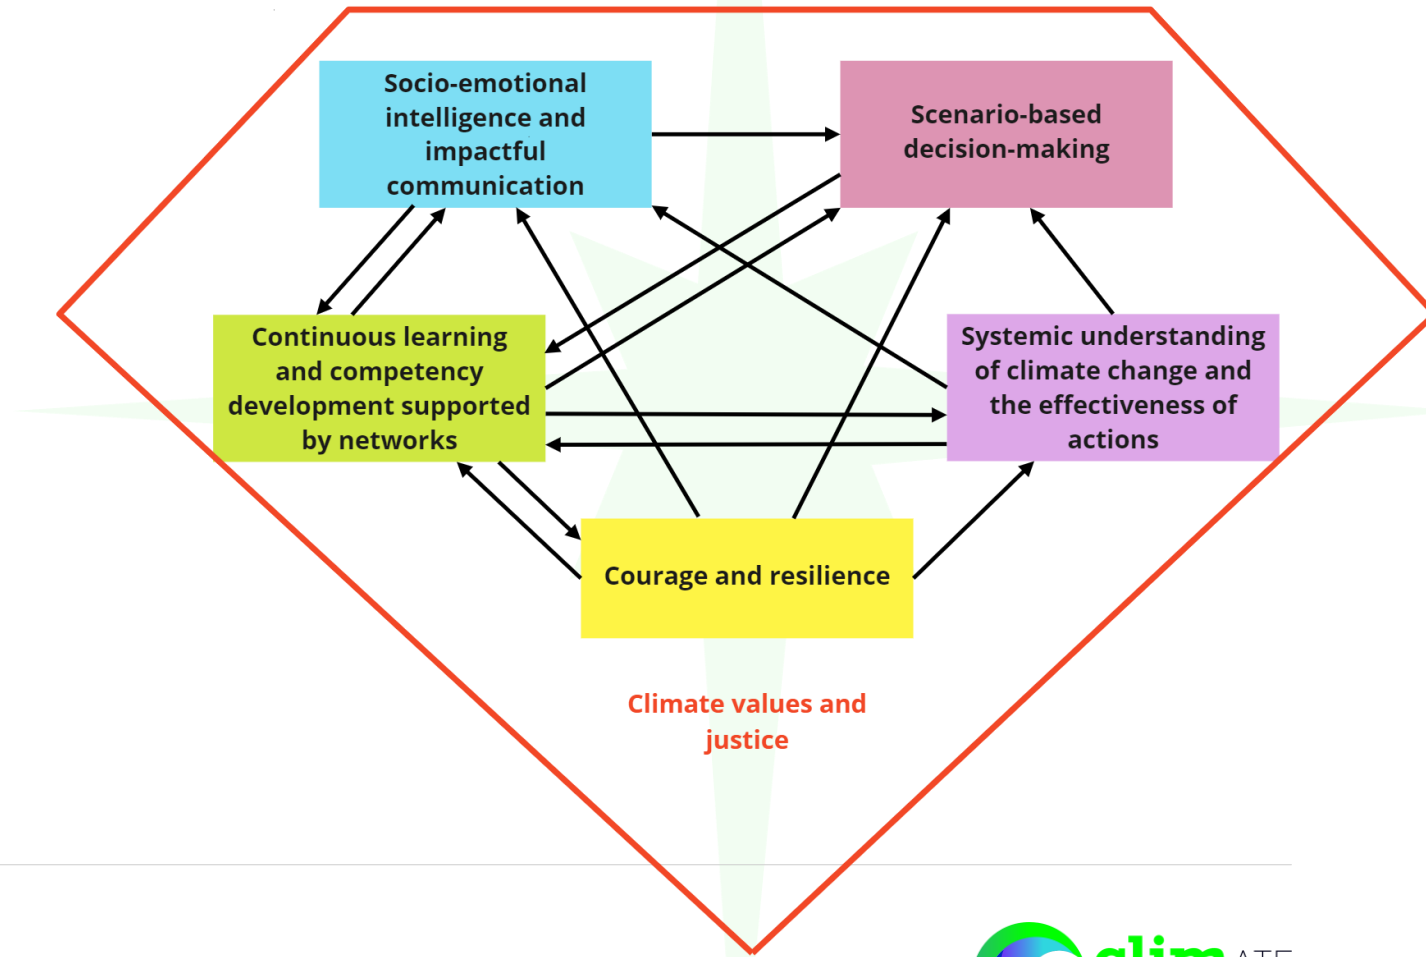 Socio-emotional
intelligence and
impactful
communication
Scenario-based
decision-making
Continuous learning
and competency
development supported
by networks
Systemic understanding
of climate change and
the effectiveness of
actions
Courage and resilience
Climate values and
justice